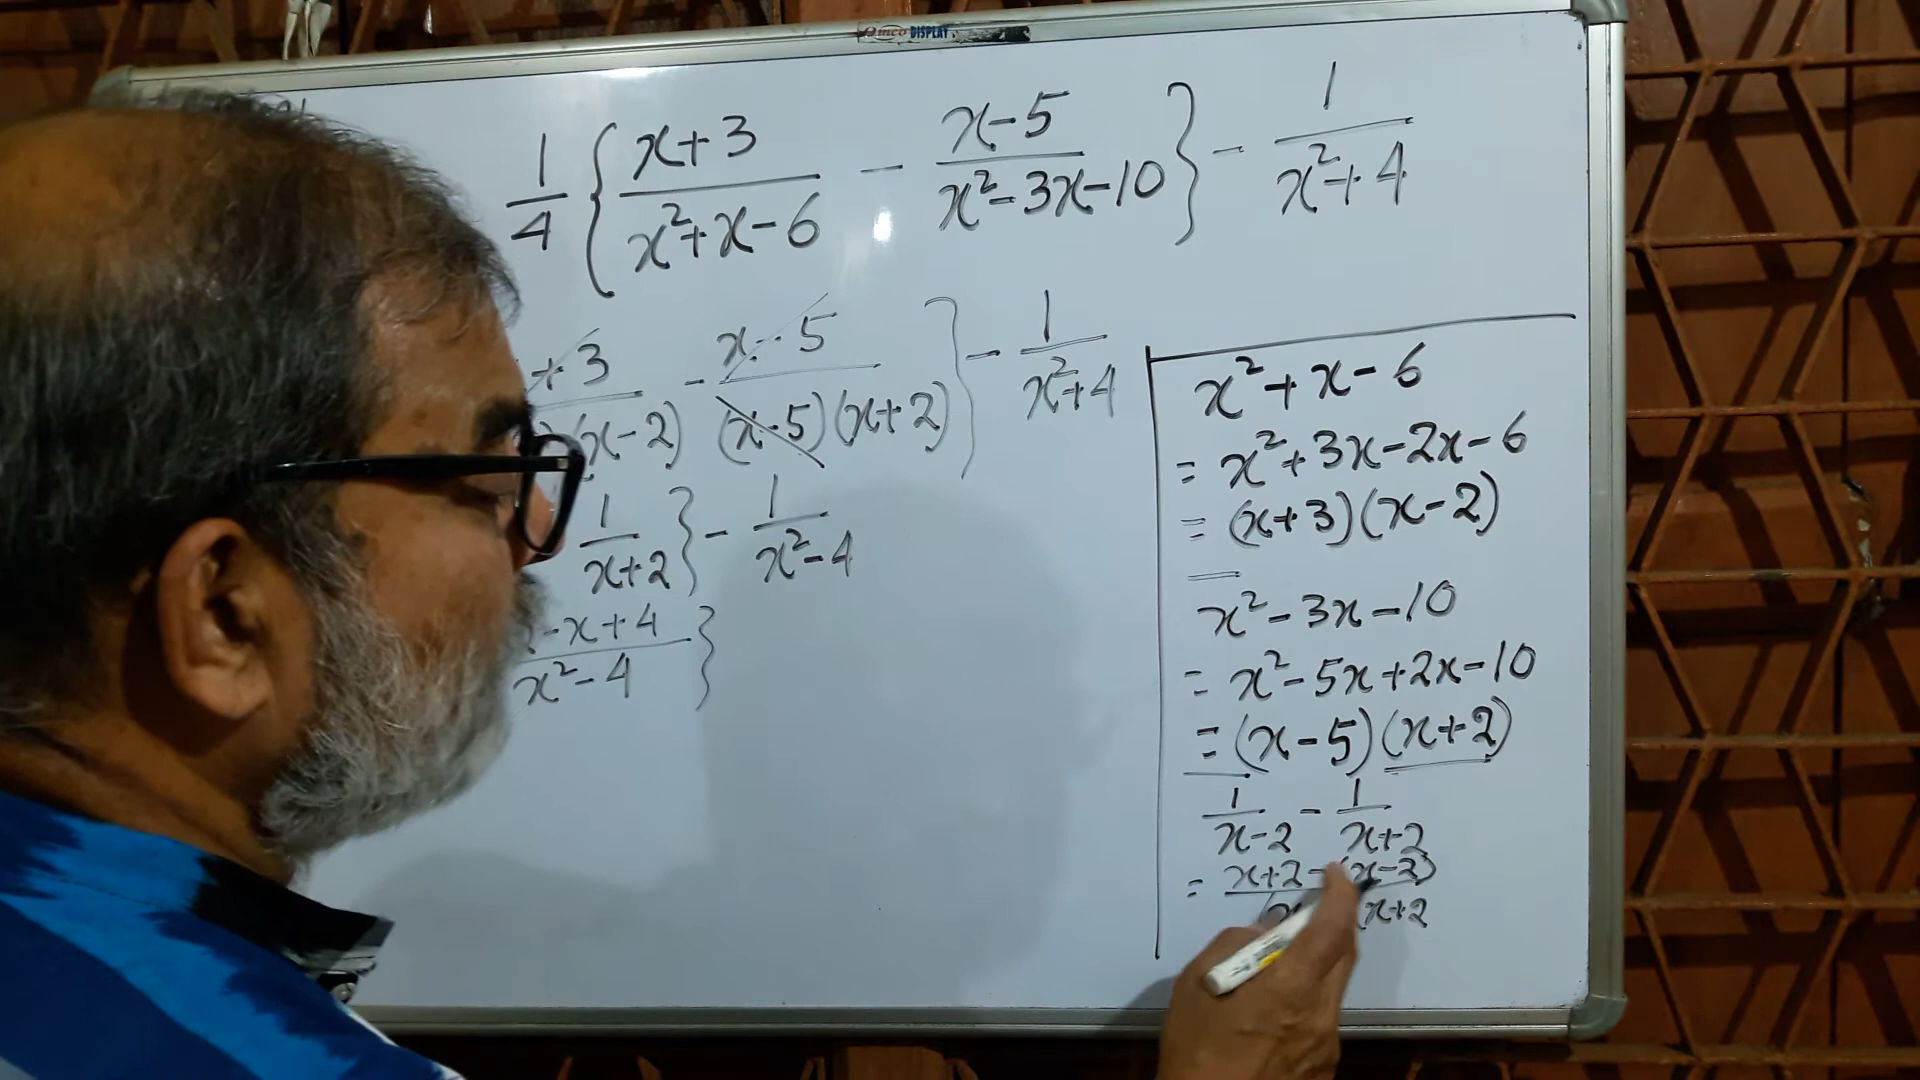 Omco DISPLAY
1/4 { (x+3)/(x²+x-6) - (x-5)/(x²-3x-10) } - 1/(x²+4)
+3/(x-2) - (x-5)/((x-5)(x+2)) } - 1/(x²+4)
1/(x+2) } - 1/(x²-4)
-x+4/(x²-4) }
x²+x-6
= x²+3x-2x-6
= (x+3)(x-2)
x²-3x-10
= x²-5x+2x-10
= (x-5)(x+2)
1/(x-2) - 1/(x+2)
= x+2-(x-2)/(x (x+2